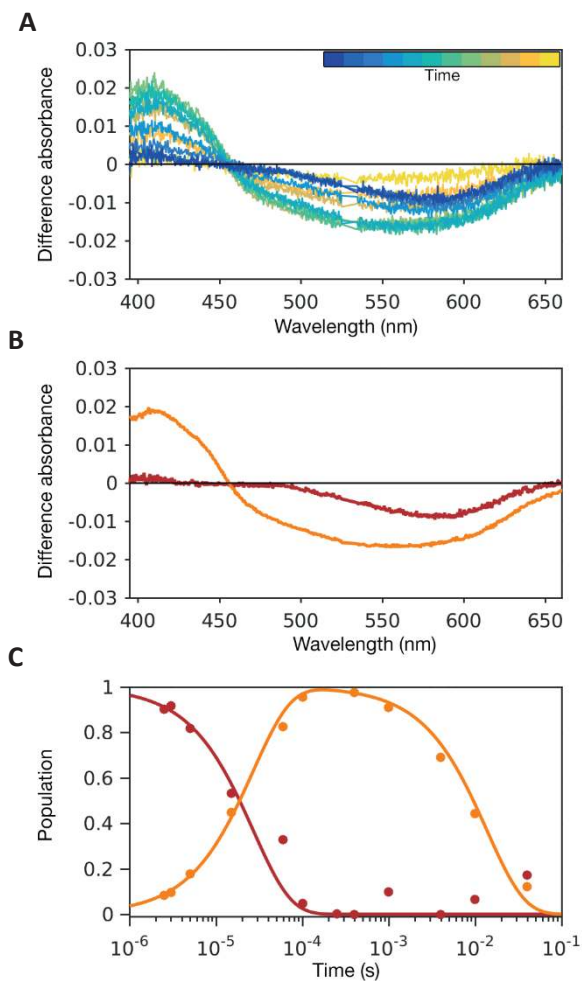 A
0.03
0.02
0.01
0
-0.01
-0.02
-0.03
Difference absorbance
Time
400 450 500 550 600 650
Wavelength (nm)
B
0.03
0.02
0.01
0
-0.01
-0.02
-0.03
Difference absorbance
400 450 500 550 600 650
Wavelength (nm)
C
1
0.8
0.6
0.4
0.2
0
Population
10⁻⁶ 10⁻⁵ 10⁻⁴ 10⁻³ 10⁻² 10⁻¹
Time (s)